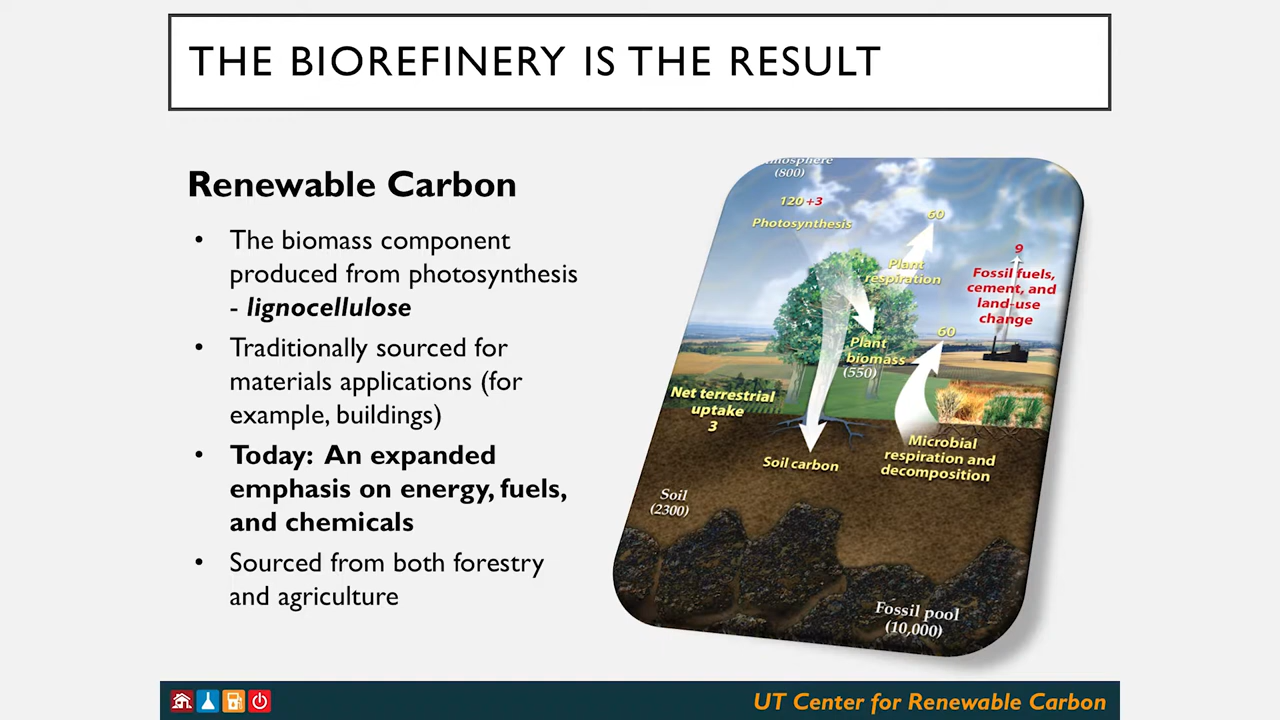 THE BIOREFINERY IS THE RESULT
Renewable Carbon
• The biomass component
produced from photosynthesis
- lignocellulose
• Traditionally sourced for
materials applications (for
example, buildings)
• Today: An expanded
emphasis on energy, fuels,
and chemicals
• Sourced from both forestry
and agriculture
(800)
120 +3
Photosynthesis
60
Plant
respiration
9
Fossil fuels,
cement, and
land-use
change
60
Plant
biomass
(550)
Net terrestrial
uptake
3
Soil carbon
Microbial
respiration and
decomposition
Soil
(2300)
Fossil pool
(10,000)
UT Center for Renewable Carbon